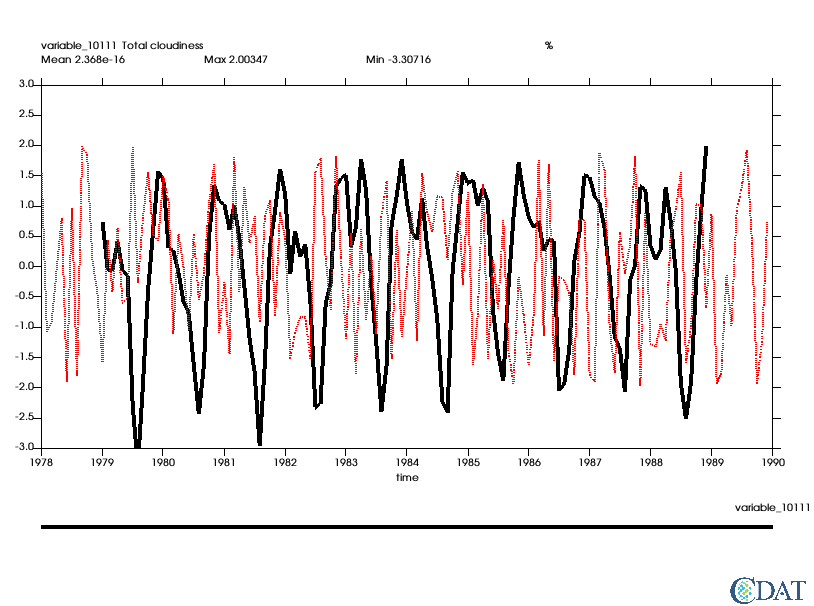 variable_10111 Total cloudiness %
Mean 2.368e-16 Max 2.00347 Min -3.30716
3.0
2.5
2.0
1.5
1.0
0.5
0.0
-0.5
-1.0
-1.5
-2.0
-2.5
-3.0
1978 1979 1980 1981 1982 1983 1984 1985 1986 1987 1988 1989 1990
time
variable_10111
CDAT